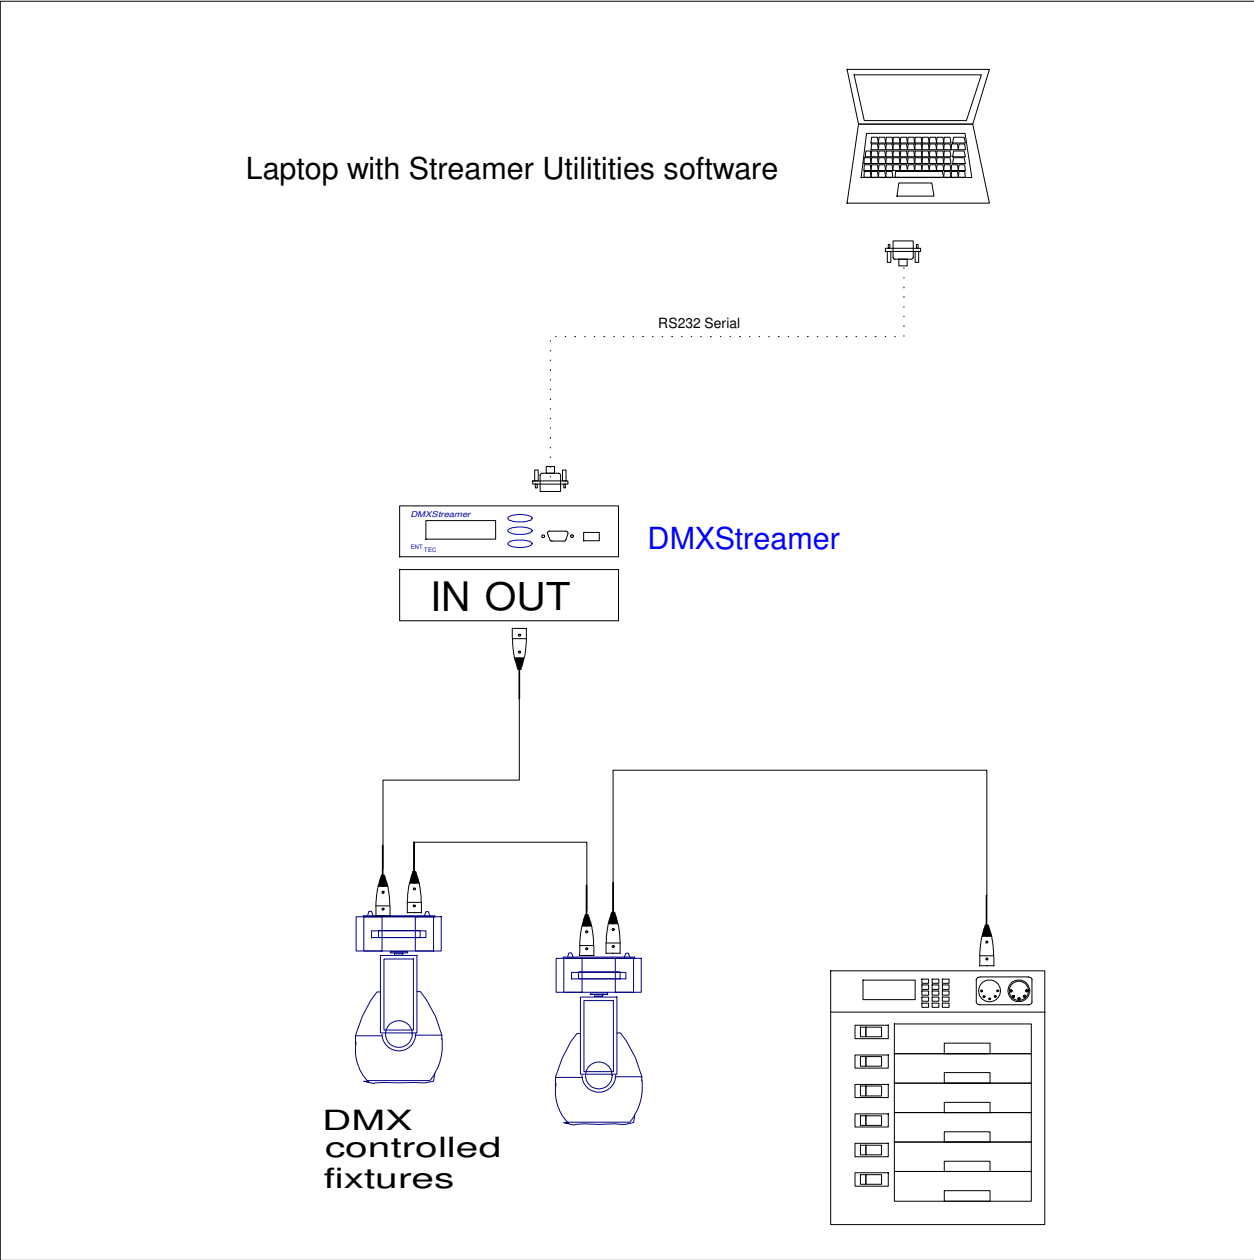 Laptop with Streamer Utilitities software
RS232 Serial
DMXStreamer
ENT TEC
DMXStreamer
IN OUT
DMX
controlled
fixtures